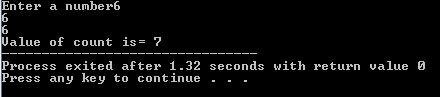 Enter a number6
6
6
Value of count is= 7
--------------------------------
Process exited after 1.32 seconds with return value 0
Press any key to continue . . .